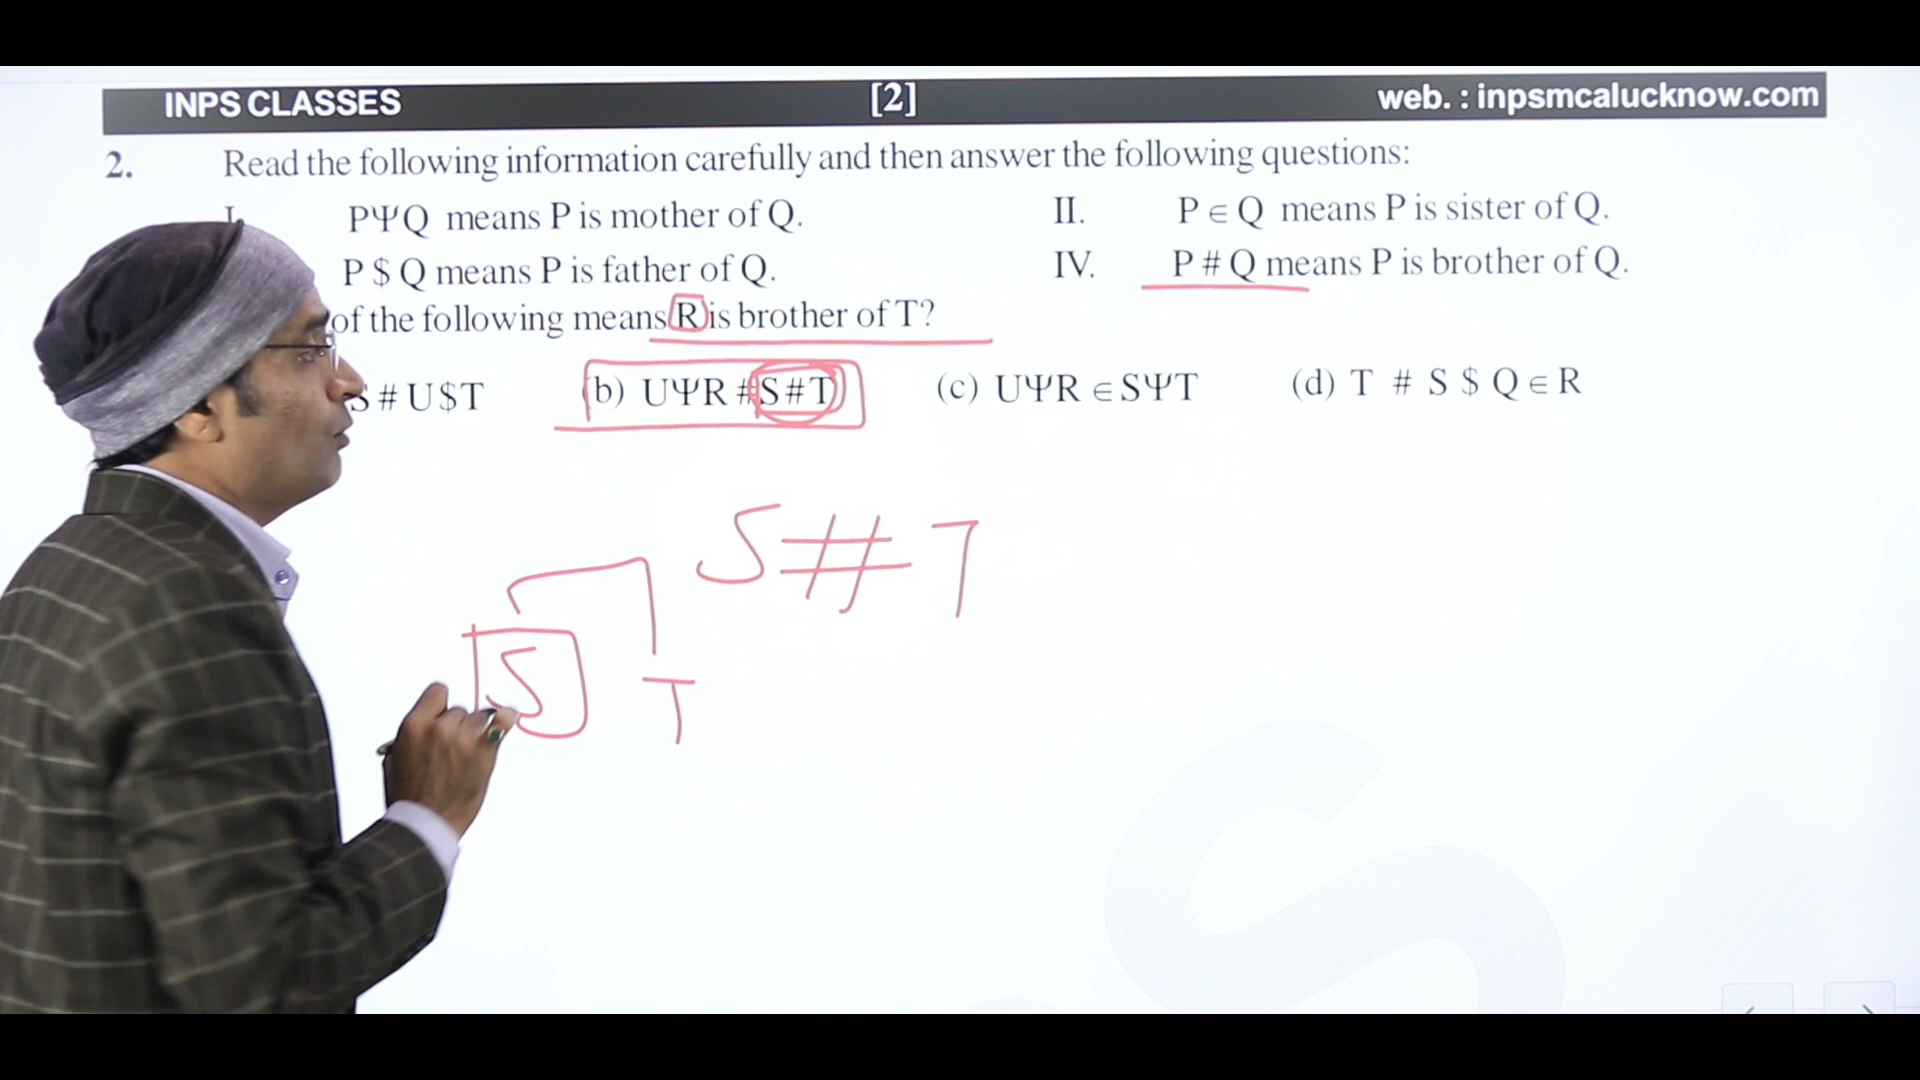 INPS CLASSES [2] web. : inpsmcalucknow.com
2. Read the following information carefully and then answer the following questions:
I. PΨQ means P is mother of Q. II. P ∈ Q means P is sister of Q.
P $ Q means P is father of Q. IV. P # Q means P is brother of Q.
of the following means R is brother of T?
S # U $ T (b) UΨR # S # T (c) UΨR ∈ SΨT (d) T # S $ Q ∈ R
S # T
S T